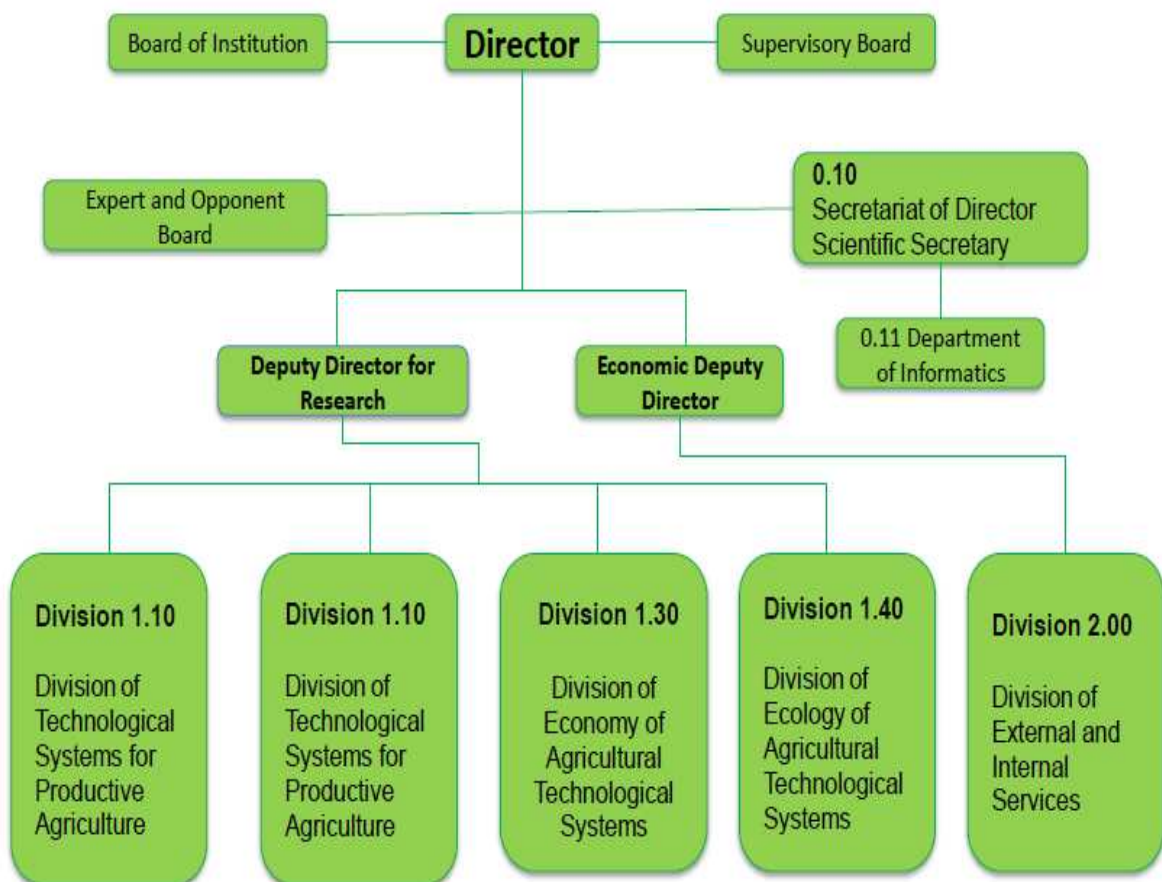 Board of Institution
Director
Supervisory Board
Expert and Opponent
Board
0.10
Secretariat of Director
Scientific Secretary
0.11 Department
of Informatics
Deputy Director for
Research
Economic Deputy
Director
Division 1.10
Division of
Technological
Systems for
Productive
Agriculture
Division 1.10
Division of
Technological
Systems for
Productive
Agriculture
Division 1.30
Division of
Economy of
Agricultural
Technological
Systems
Division 1.40
Division of
Ecology of
Agricultural
Technological
Systems
Division 2.00
Division of
External and
Internal
Services